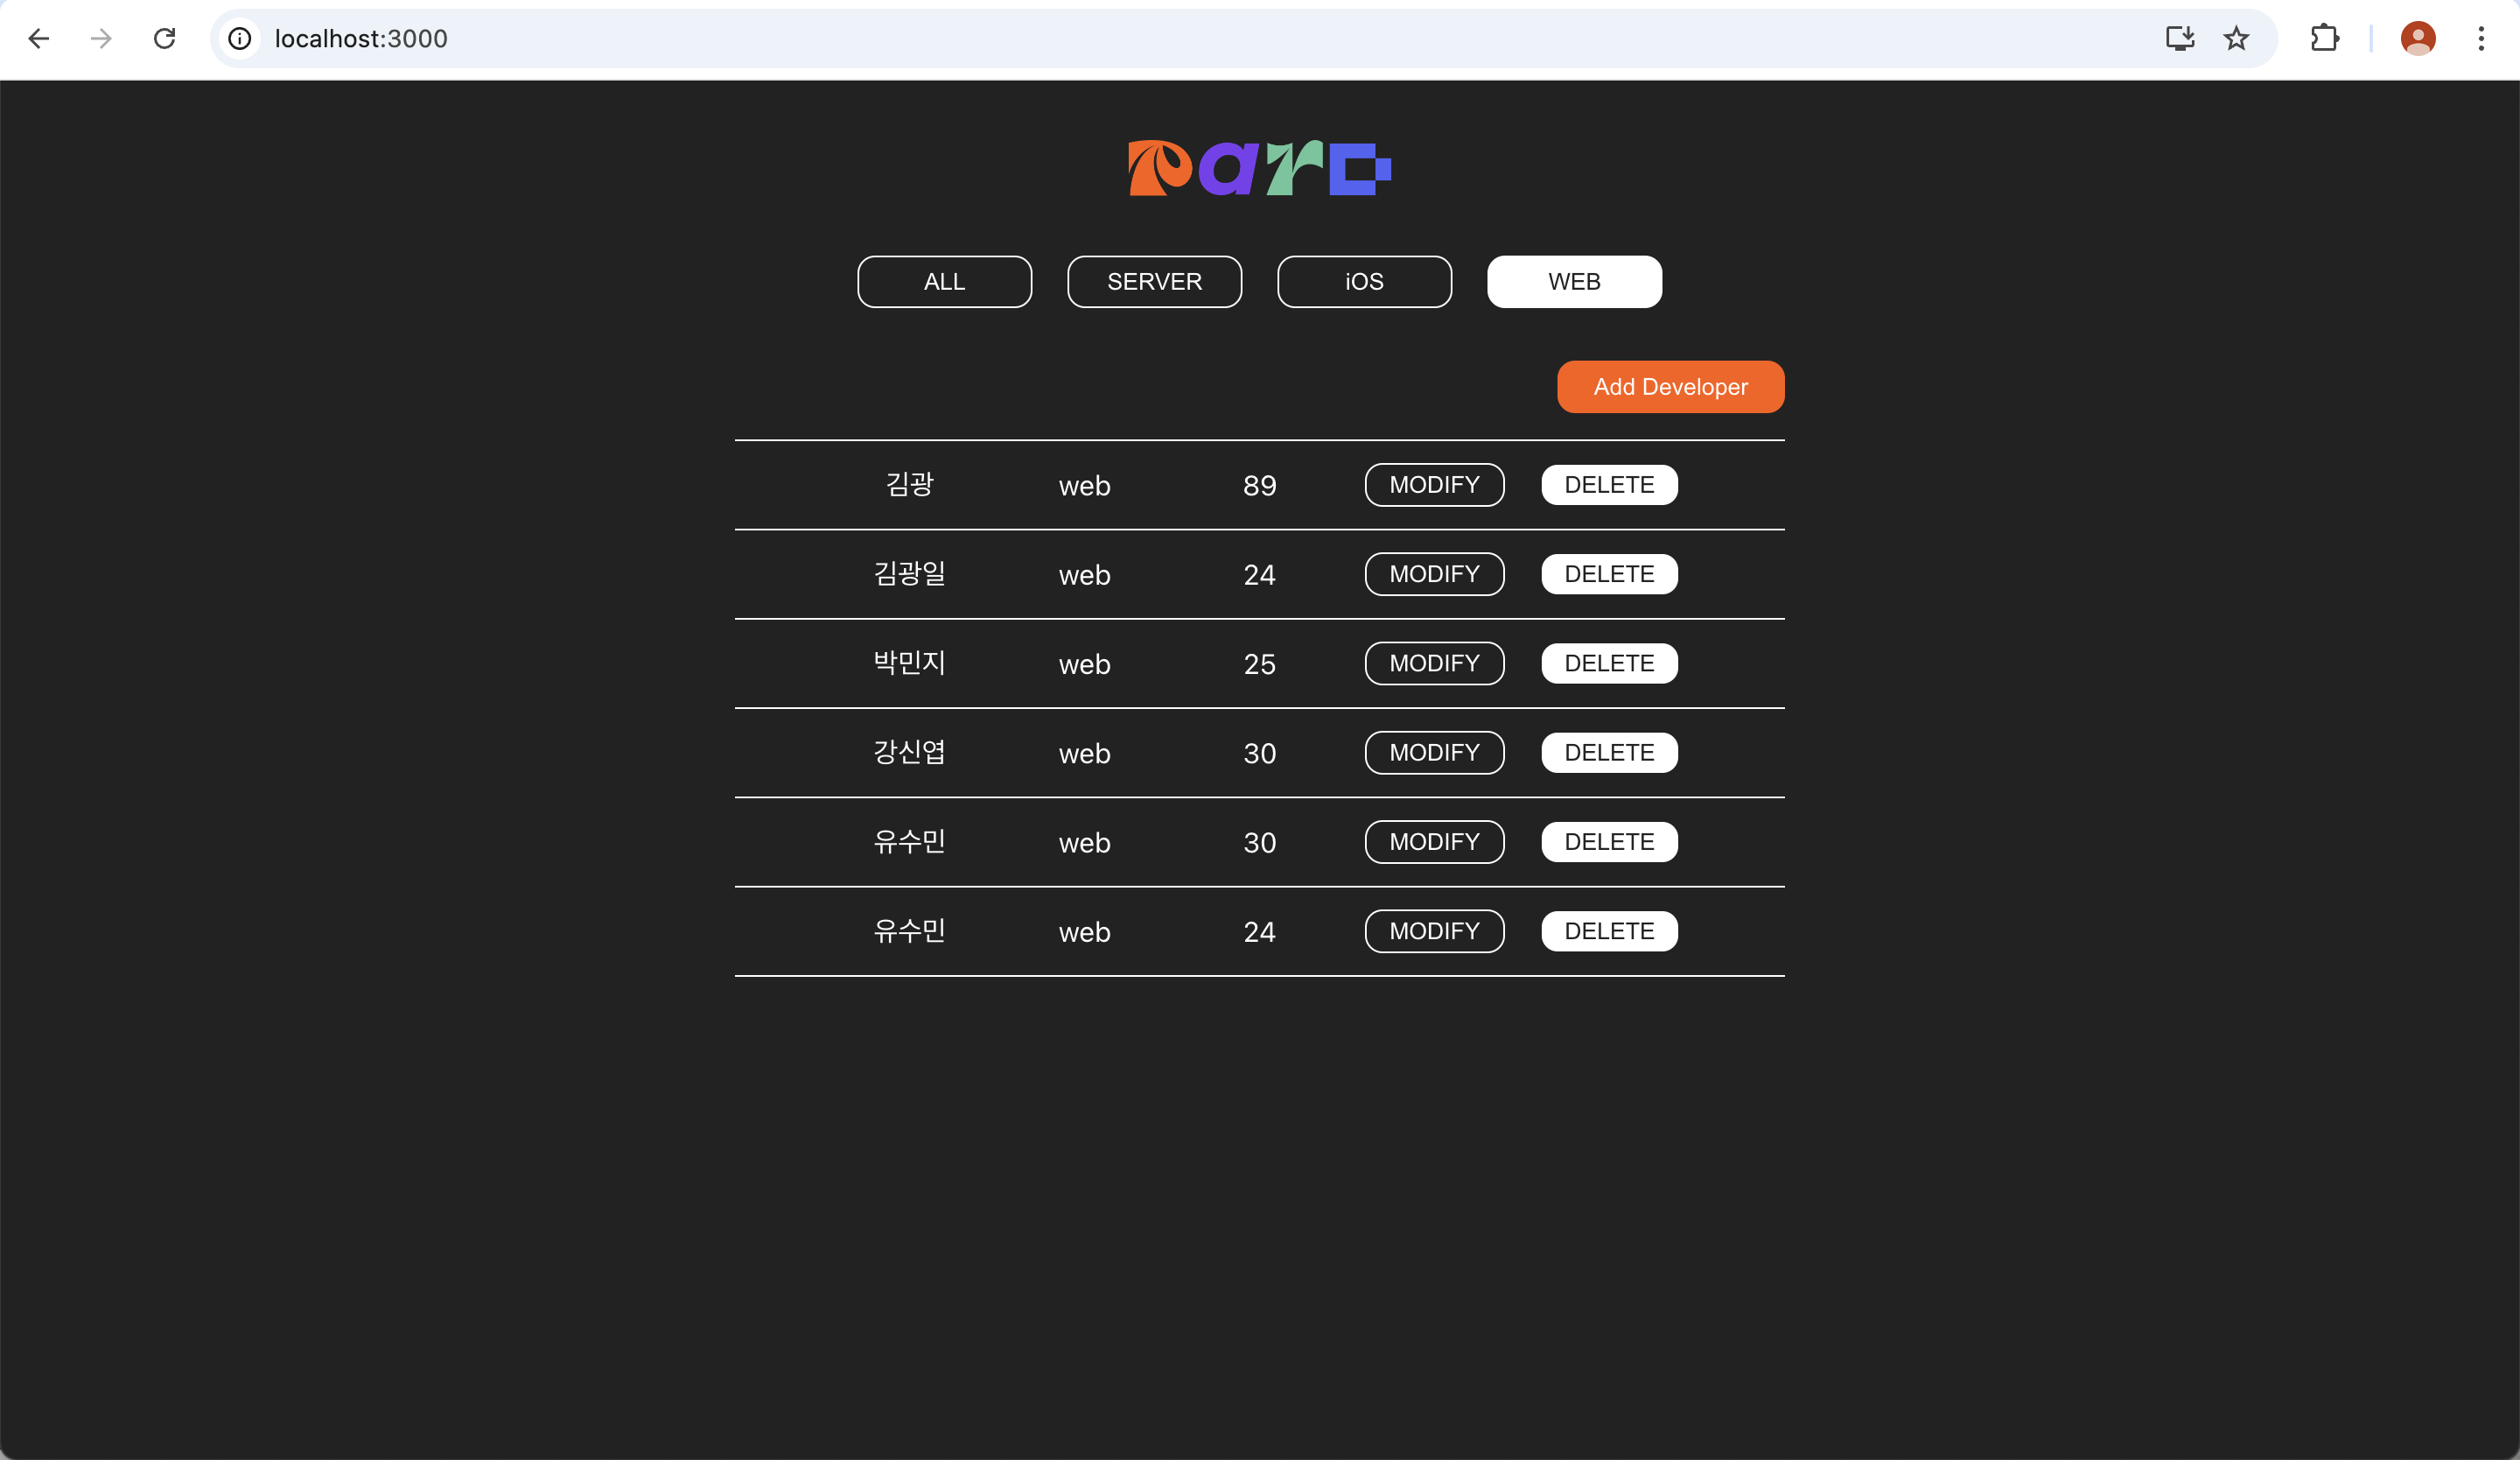 localhost:3000
pard
ALL SERVER iOS WEB
Add Developer
김광 web 89 MODIFY DELETE
김광일 web 24 MODIFY DELETE
박민지 web 25 MODIFY DELETE
강신엽 web 30 MODIFY DELETE
유수민 web 30 MODIFY DELETE
유수민 web 24 MODIFY DELETE